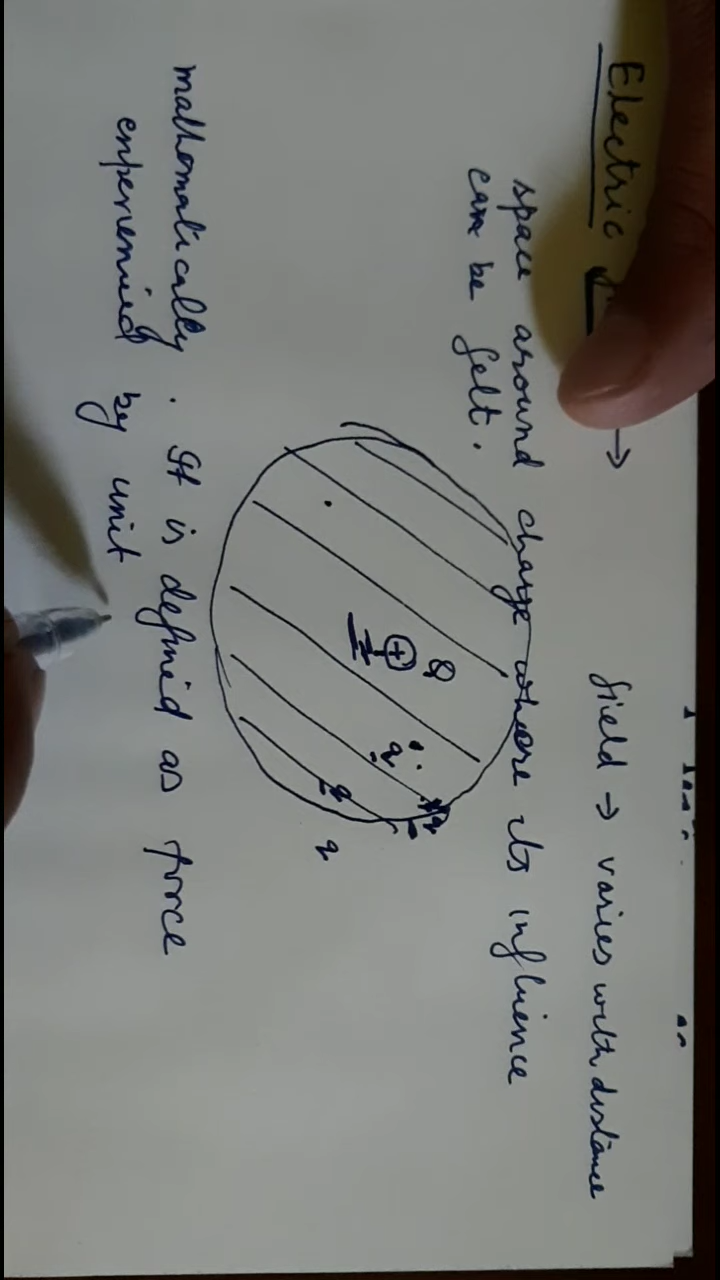 Electric →
field → varies with distance
space around charge where its influence
can be felt.
Q
+
q
q
q
q
mathematically . It is defined as force
experienced by unit